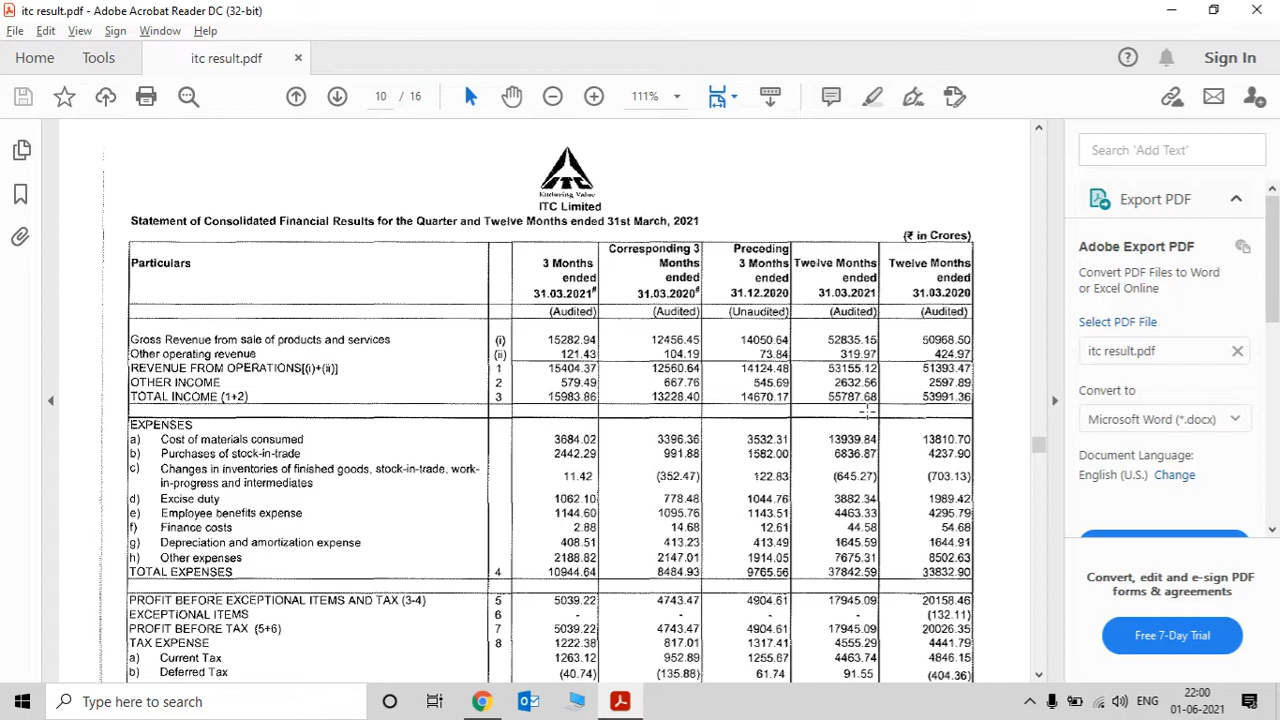 itc result.pdf - Adobe Acrobat Reader DC (32-bit)
File Edit View Sign Window Help
Home Tools itc result.pdf × Sign In
10 / 16 111%
ITC
Enduring Value
ITC Limited
Statement of Consolidated Financial Results for the Quarter and Twelve Months ended 31st March, 2021
(₹ in Crores)
Particulars 3 Months ended 31.03.2021# Corresponding 3 Months ended 31.03.2020# Preceding 3 Months ended 31.12.2020 Twelve Months ended 31.03.2021 Twelve Months ended 31.03.2020
(Audited) (Audited) (Unaudited) (Audited) (Audited)
Gross Revenue from sale of products and services (i) 15282.94 12456.45 14050.64 52835.15 50968.50
Other operating revenue (ii) 121.43 104.19 73.84 319.97 424.97
REVENUE FROM OPERATIONS[(i)+(ii)] 1 15404.37 12560.64 14124.48 53155.12 51393.47
OTHER INCOME 2 579.49 667.76 545.69 2632.56 2597.89
TOTAL INCOME (1+2) 3 15983.86 13228.40 14670.17 55787.68 53991.36
EXPENSES
a) Cost of materials consumed 3684.02 3396.36 3532.31 13939.84 13810.70
b) Purchases of stock-in-trade 2442.29 991.88 1582.00 6836.87 4237.90
c) Changes in inventories of finished goods, stock-in-trade, work-
in-progress and intermediates 11.42 (352.47) 122.83 (645.27) (703.13)
d) Excise duty 1062.10 778.48 1044.76 3882.34 1989.42
e) Employee benefits expense 1144.60 1095.76 1143.51 4463.33 4295.79
f) Finance costs 2.88 14.68 12.61 44.58 54.68
g) Depreciation and amortization expense 408.51 413.23 413.49 1645.59 1644.91
h) Other expenses 2188.82 2147.01 1914.05 7675.31 8502.63
TOTAL EXPENSES 4 10944.64 8484.93 9765.56 37842.59 33832.90
PROFIT BEFORE EXCEPTIONAL ITEMS AND TAX (3-4) 5 5039.22 4743.47 4904.61 17945.09 20158.46
EXCEPTIONAL ITEMS 6 - - - - (132.11)
PROFIT BEFORE TAX (5+6) 7 5039.22 4743.47 4904.61 17945.09 20026.35
TAX EXPENSE 8 1222.38 817.01 1317.41 4555.29 4441.79
a) Current Tax 1263.12 952.89 1255.67 4463.74 4846.15
b) Deferred Tax (40.74) (135.88) 61.74 91.55 (404.36)
Search 'Add Text'
Export PDF
Adobe Export PDF
Convert PDF Files to Word
or Excel Online
Select PDF File
itc result.pdf
Convert to
Microsoft Word (*.docx)
Document Language:
English (U.S.) Change
Convert, edit and e-sign PDF
forms & agreements
Free 7-Day Trial
Type here to search
ENG
22:00
01-06-2021